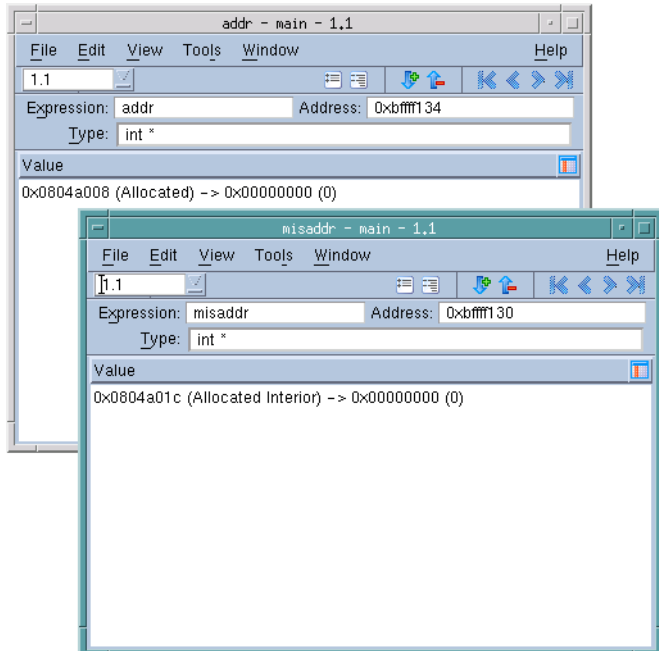 addr - main - 1.1
File Edit View Tools Window Help
1.1
Expression: addr Address: 0xbffff134
Type: int *
Value
0x0804a008 (Allocated) -> 0x00000000 (0)
misaddr - main - 1.1
File Edit View Tools Window Help
1.1
Expression: misaddr Address: 0xbffff130
Type: int *
Value
0x0804a01c (Allocated Interior) -> 0x00000000 (0)